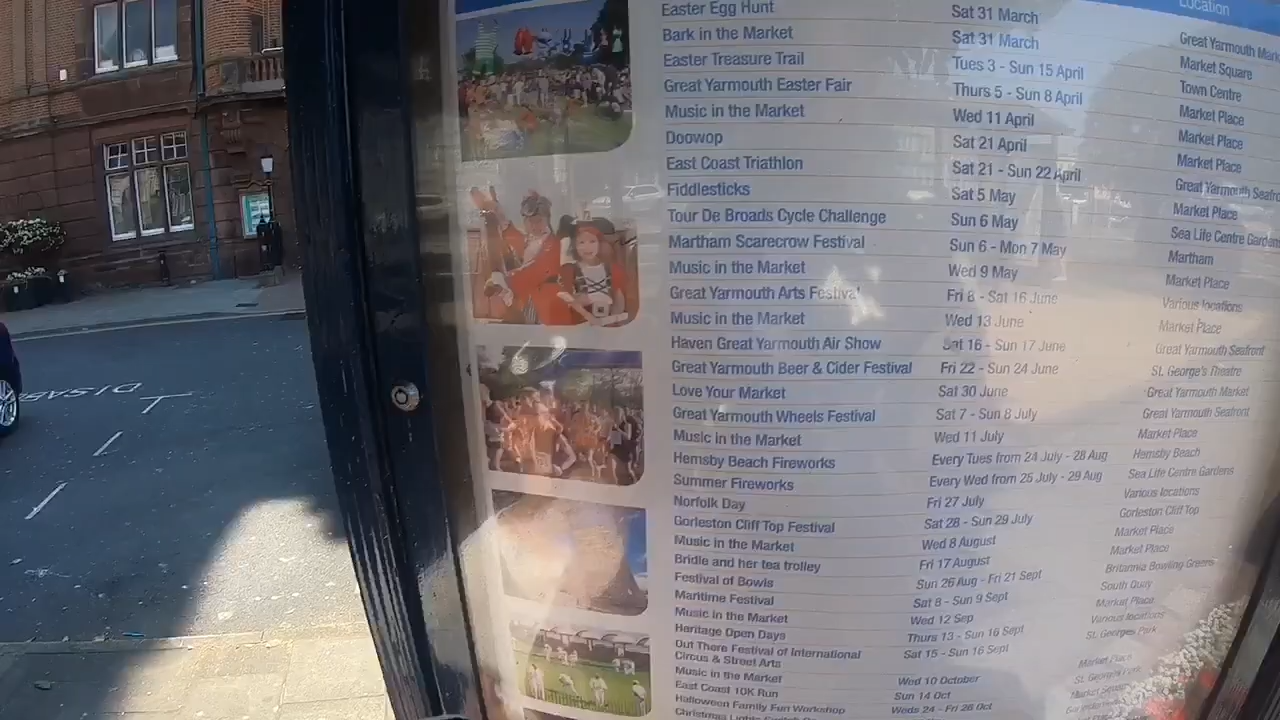 Location
Easter Egg Hunt Sat 31 March Great Yarmouth
Bark in the Market Sat 31 March Market Square
Easter Treasure Trail Tues 3 - Sun 15 April Town Centre
Great Yarmouth Easter Fair Thurs 5 - Sun 8 April Market Place
Music in the Market Wed 11 April Market Place
Doowop Sat 21 April Market Place
East Coast Triathlon Sat 21 - Sun 22 April Great Yarmouth Seafro
Fiddlesticks Sat 5 May Market Place
Tour De Broads Cycle Challenge Sun 6 May Sea Life Centre Gardens
Martham Scarecrow Festival Sun 6 - Mon 7 May Martham
Music in the Market Wed 9 May Market Place
Great Yarmouth Arts Festival Fri 8 - Sat 16 June Various locations
Music in the Market Wed 13 June Market Place
Haven Great Yarmouth Air Show Sat 16 - Sun 17 June Great Yarmouth Seafront
Great Yarmouth Beer & Cider Festival Fri 22 - Sun 24 June St. George's Theatre
Love Your Market Sat 30 June Great Yarmouth Market
Great Yarmouth Wheels Festival Sat 7 - Sun 8 July Great Yarmouth Seafront
Music in the Market Wed 11 July Market Place
Hemsby Beach Fireworks Every Tues from 24 July - 28 Aug Hemsby Beach
Summer Fireworks Every Wed from 25 July - 29 Aug Sea Life Centre Gardens
Norfolk Day Fri 27 July Various locations
Gorleston Cliff Top Festival Sat 28 - Sun 29 July Gorleston Cliff Top
Music in the Market Wed 8 August Market Place
Bridie and her tea trolley Fri 17 August Market Place
Festival of Bowls Sun 26 Aug - Fri 21 Sept Britannia Bowling Greens
Maritime Festival Sat 8 - Sun 9 Sept South Quay
Music in the Market Wed 12 Sep Market Place
Heritage Open Days Thurs 13 - Sun 16 Sept Various locations
Out There Festival of International Sat 15 - Sun 16 Sept St. Georges Park
Circus & Street Arts
Music in the Market Wed 10 October Market Place
East Coast 10K Run Sun 14 Oct
Halloween Family Fun Workshop Weds 24 - Fri 26 Oct Market
Christmas Lights
DISAB